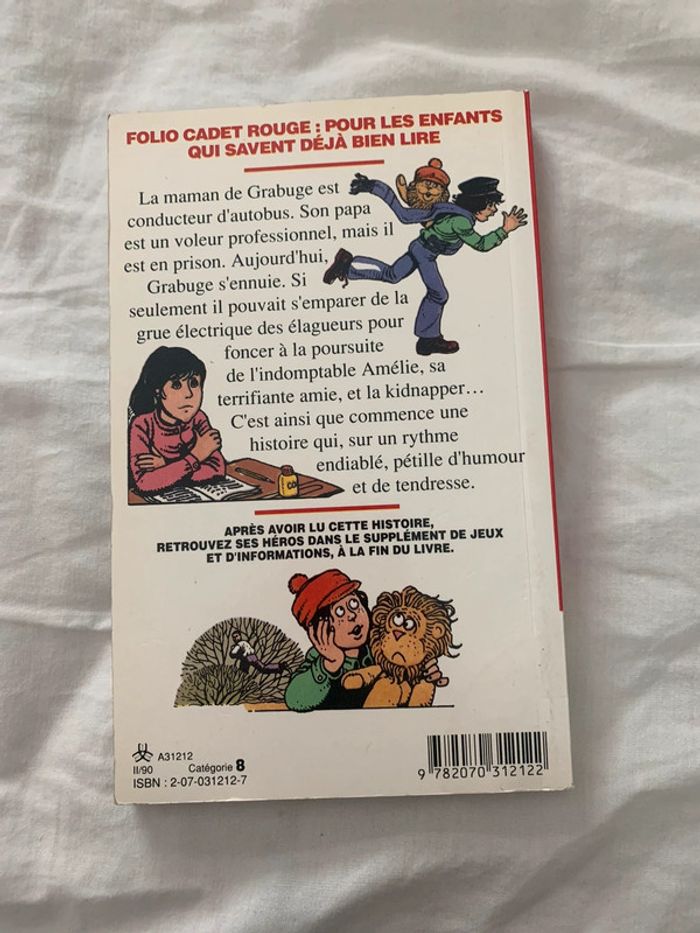 FOLIO CADET ROUGE : POUR LES ENFANTS
QUI SAVENT DÉJÀ BIEN LIRE
La maman de Grabuge est
conducteur d'autobus. Son papa
est un voleur professionnel, mais il
est en prison. Aujourd'hui,
Grabuge s'ennuie. Si
seulement il pouvait s'emparer de la
grue électrique des élagueurs pour
foncer à la poursuite
de l'indomptable Amélie, sa
terrifiante amie, et la kidnapper…
C'est ainsi que commence une
histoire qui, sur un rythme
endiablé, pétille d'humour
et de tendresse.
APRÈS AVOIR LU CETTE HISTOIRE,
RETROUVEZ SES HÉROS DANS LE SUPPLÉMENT DE JEUX
ET D'INFORMATIONS, À LA FIN DU LIVRE.
A31212
II/90 Catégorie 8
ISBN : 2-07-031212-7
9 782070 312122